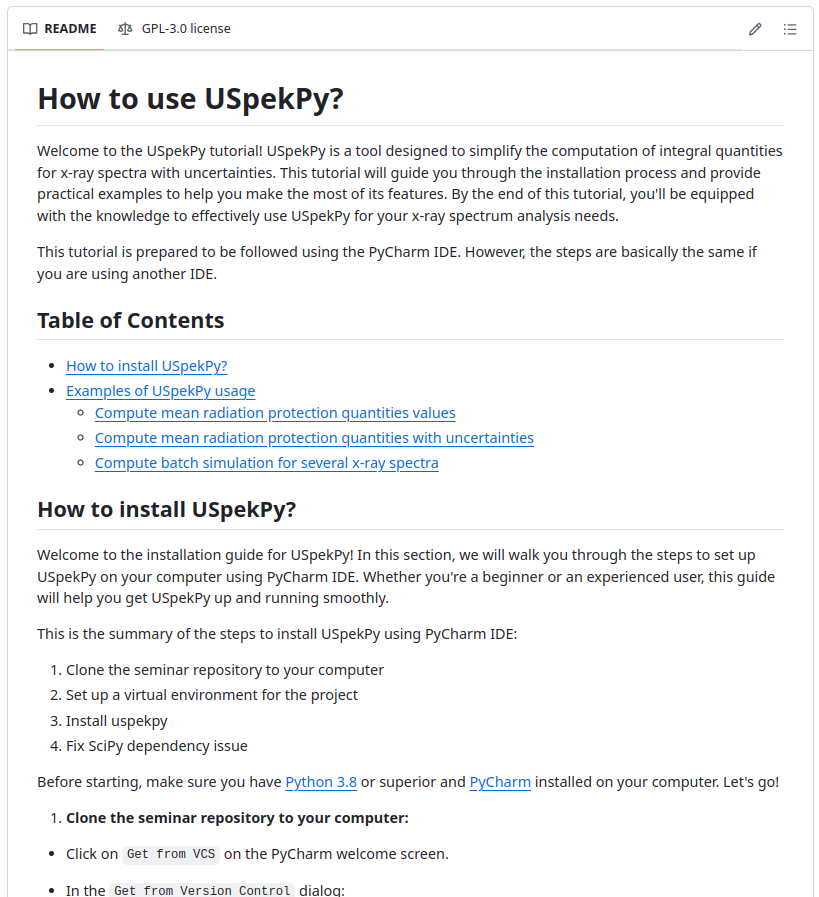 README GPL-3.0 license
How to use USpekPy?
Welcome to the USpekPy tutorial! USpekPy is a tool designed to simplify the computation of integral quantities
for x-ray spectra with uncertainties. This tutorial will guide you through the installation process and provide
practical examples to help you make the most of its features. By the end of this tutorial, you'll be equipped
with the knowledge to effectively use USpekPy for your x-ray spectrum analysis needs.
This tutorial is prepared to be followed using the PyCharm IDE. However, the steps are basically the same if
you are using another IDE.
Table of Contents
• How to install USpekPy?
• Examples of USpekPy usage
◦ Compute mean radiation protection quantities values
◦ Compute mean radiation protection quantities with uncertainties
◦ Compute batch simulation for several x-ray spectra
How to install USpekPy?
Welcome to the installation guide for USpekPy! In this section, we will walk you through the steps to set up
USpekPy on your computer using PyCharm IDE. Whether you're a beginner or an experienced user, this guide
will help you get USpekPy up and running smoothly.
This is the summary of the steps to install USpekPy using PyCharm IDE:
1. Clone the seminar repository to your computer
2. Set up a virtual environment for the project
3. Install uspekpy
4. Fix SciPy dependency issue
Before starting, make sure you have Python 3.8 or superior and PyCharm installed on your computer. Let's go!
1. Clone the seminar repository to your computer:
• Click on Get from VCS on the PyCharm welcome screen.
• In the Get from Version Control dialog: